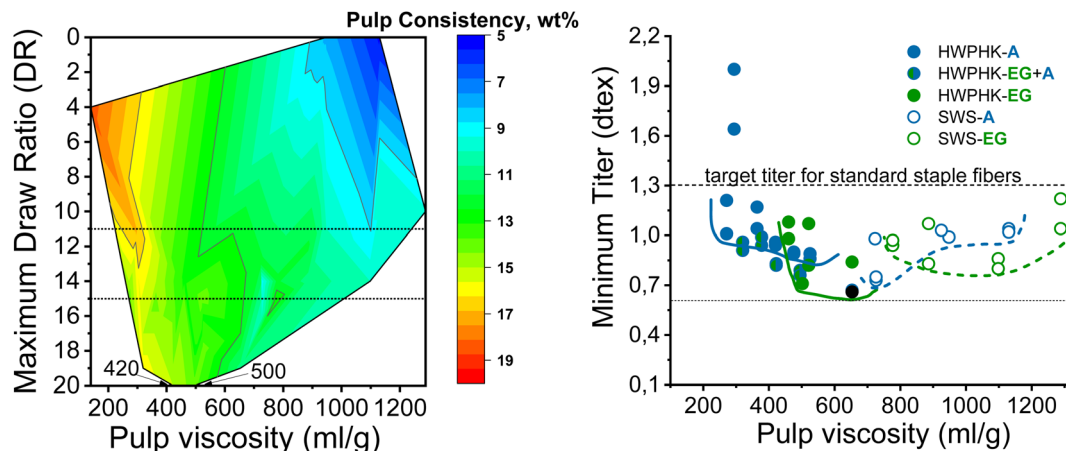 Pulp Consistency, wt%
Maximum Draw Ratio (DR)
0
2
4
6
8
10
12
14
16
18
20
420
500
200 400 600 800 1000 1200
Pulp viscosity (ml/g)
5
7
9
11
13
15
17
19
Minimum Titer (dtex)
2,2
1,9
1,6
1,3
1,0
0,7
0,4
0,1
HWPHK-A
HWPHK-EG+A
HWPHK-EG
SWS-A
SWS-EG
target titer for standard staple fibers
200 400 600 800 1000 1200
Pulp viscosity (ml/g)